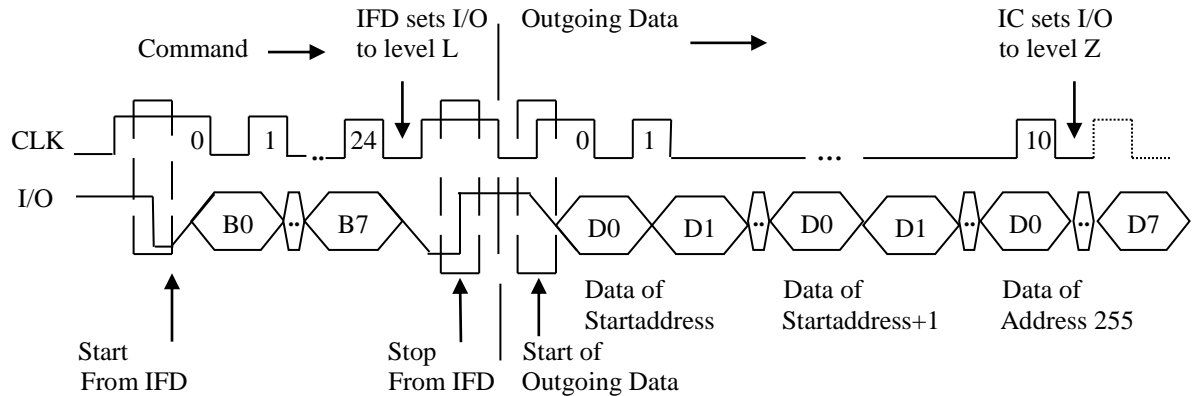 IFD sets I/O
to level L
Outgoing Data
IC sets I/O
to level Z
Command
CLK
0
1
..
24
0
1
...
10
I/O
B0
..
B7
D0
D1
..
D0
D1
..
D0
..
D7
Data of
Startaddress
Data of
Startaddress+1
Data of
Address 255
Start
From IFD
Stop
From IFD
Start of
Outgoing Data